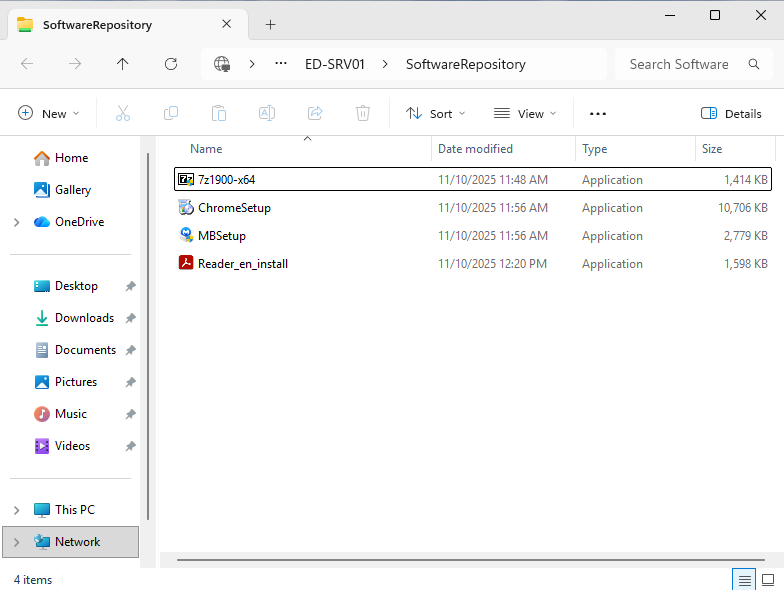 SoftwareRepository
ED-SRV01 SoftwareRepository Search Software
New Sort View Details
Name Date modified Type Size
Home
Gallery
OneDrive
Desktop
Downloads
Documents
Pictures
Music
Videos
This PC
Network
7z1900-x64 11/10/2025 11:48 AM Application 1,414 KB
ChromeSetup 11/10/2025 11:56 AM Application 10,706 KB
MBSetup 11/10/2025 11:56 AM Application 2,779 KB
Reader_en_install 11/10/2025 12:20 PM Application 1,598 KB
4 items